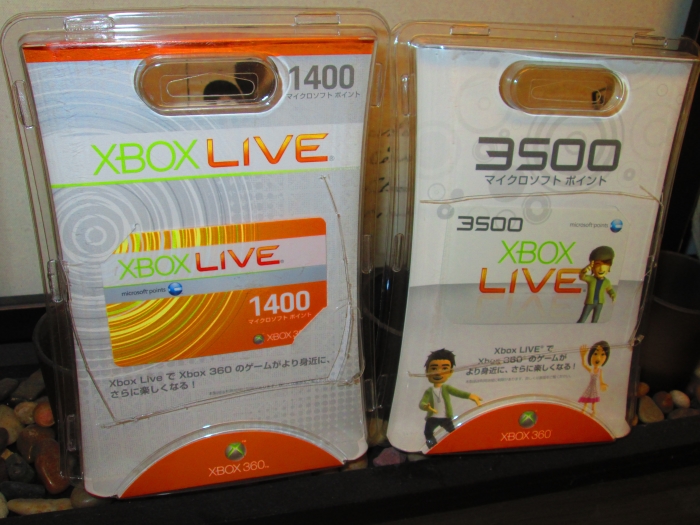 1400
マイクロソフト ポイント
XBOX LIVE
XBOX LIVE
microsoft points
1400
マイクロソフト ポイント
XBOX 3
Xbox Live で Xbox 360 のゲームがより身近に、
さらに楽しくなる!
XBOX 360
3500
マイクロソフト ポイント
3500
microsoft points
XBOX
LIVE
Xbox LIVE® で
Xbox 360® のゲームが
より身近に、さらに楽しくなる!
XBOX 360